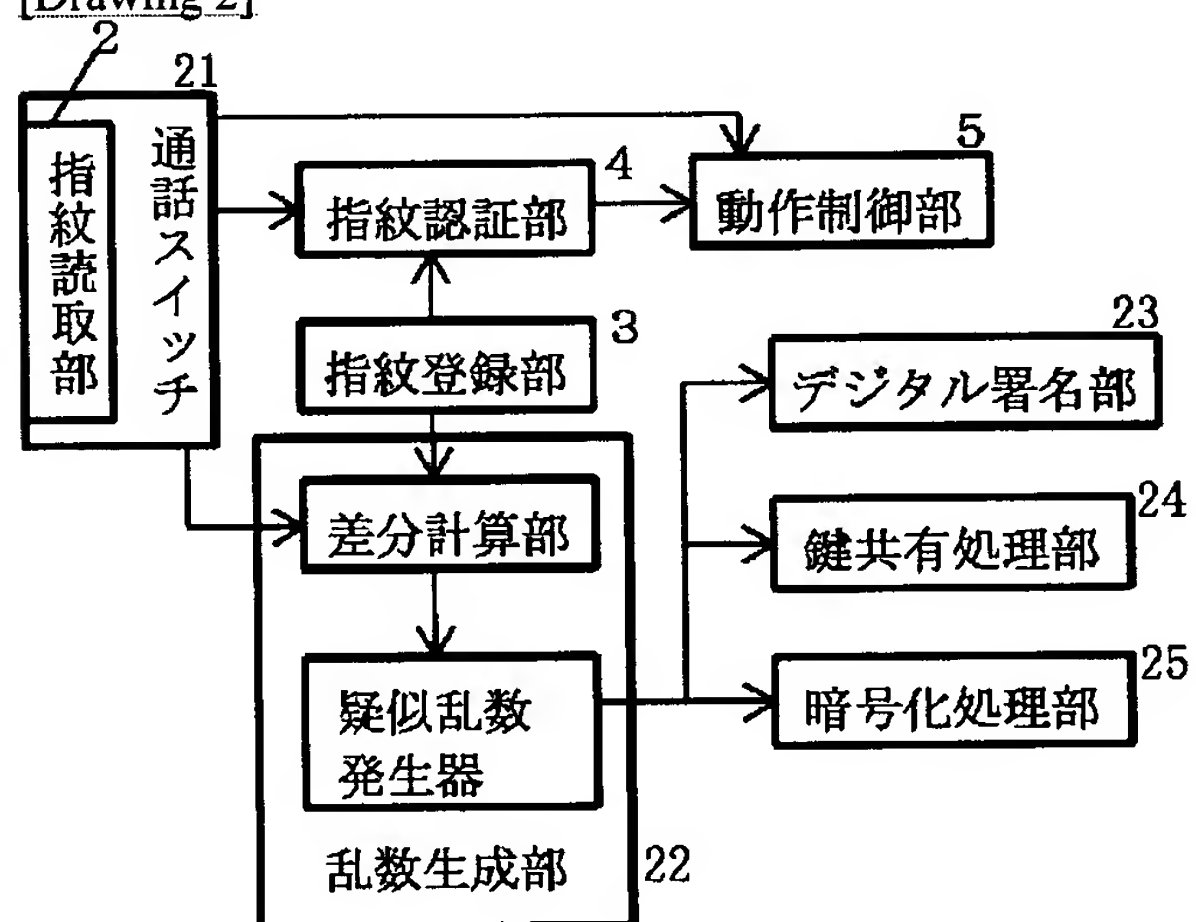 [Drawing 2]
2
21
指紋読取部
通話スイッチ
指紋認証部
4
動作制御部
5
指紋登録部
3
差分計算部
疑似乱数
発生器
乱数生成部
22
デジタル署名部
23
鍵共有処理部
24
暗号化処理部
25